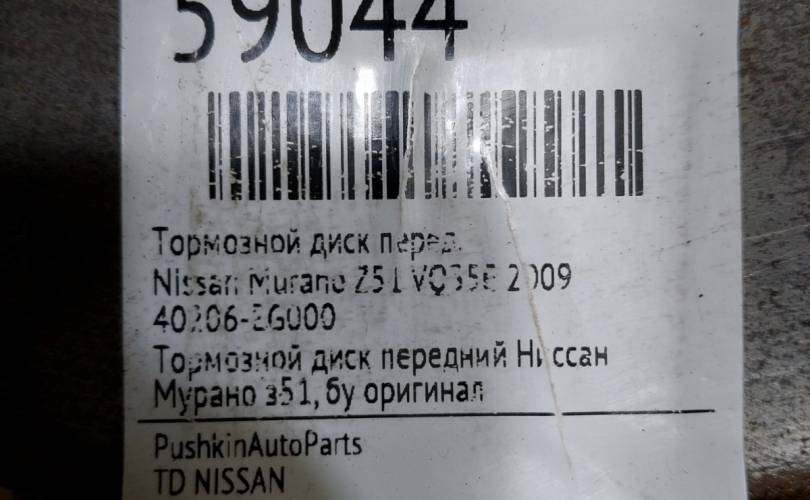 59044
Тормозной диск перед.
Nissan Murano Z51 VQ35E 2009
40206-EG000
Тормозной диск передний Ниссан
Мурано з51, бу оригинал
PushkinAutoParts
TD NISSAN